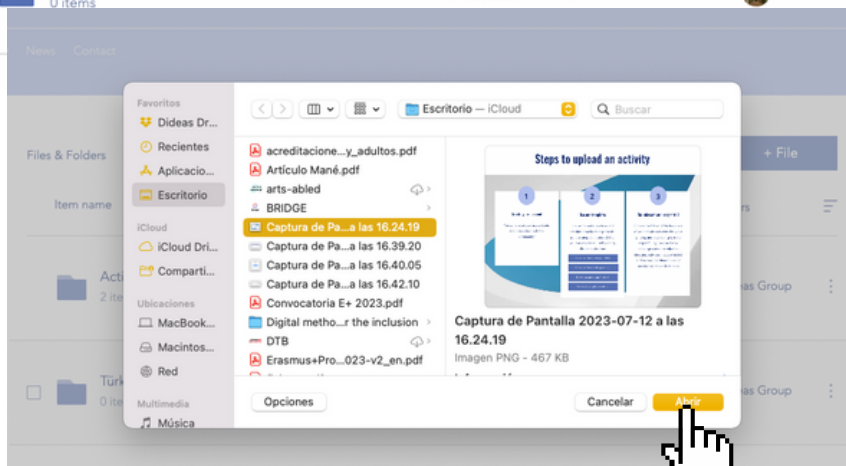 0 items
News Contact
Files & Folders
+ File
Item name
Acti
2 ite
as Group
Türk
0 ite
as Group
Favoritos
Dideas Dr...
Recientes
Aplicacio...
Escritorio
iCloud
iCloud Dri...
Comparti...
Ubicaciones
MacBook...
Macintos...
Red
Multimedia
Música
Escritorio — iCloud
Buscar
acreditacione...y_adultos.pdf
Artículo Mané.pdf
arts-abled
BRIDGE
Captura de Pa...a las 16.24.19
Captura de Pa...a las 16.39.20
Captura de Pa...a las 16.40.05
Captura de Pa...a las 16.42.10
Convocatoria E+ 2023.pdf
Digital metho...r the inclusion
DTB
Erasmus+Pro...023-v2_en.pdf
Steps to upload an activity
1 2 3
Captura de Pantalla 2023-07-12 a las
16.24.19
Imagen PNG - 467 KB
Opciones
Cancelar
Abrir